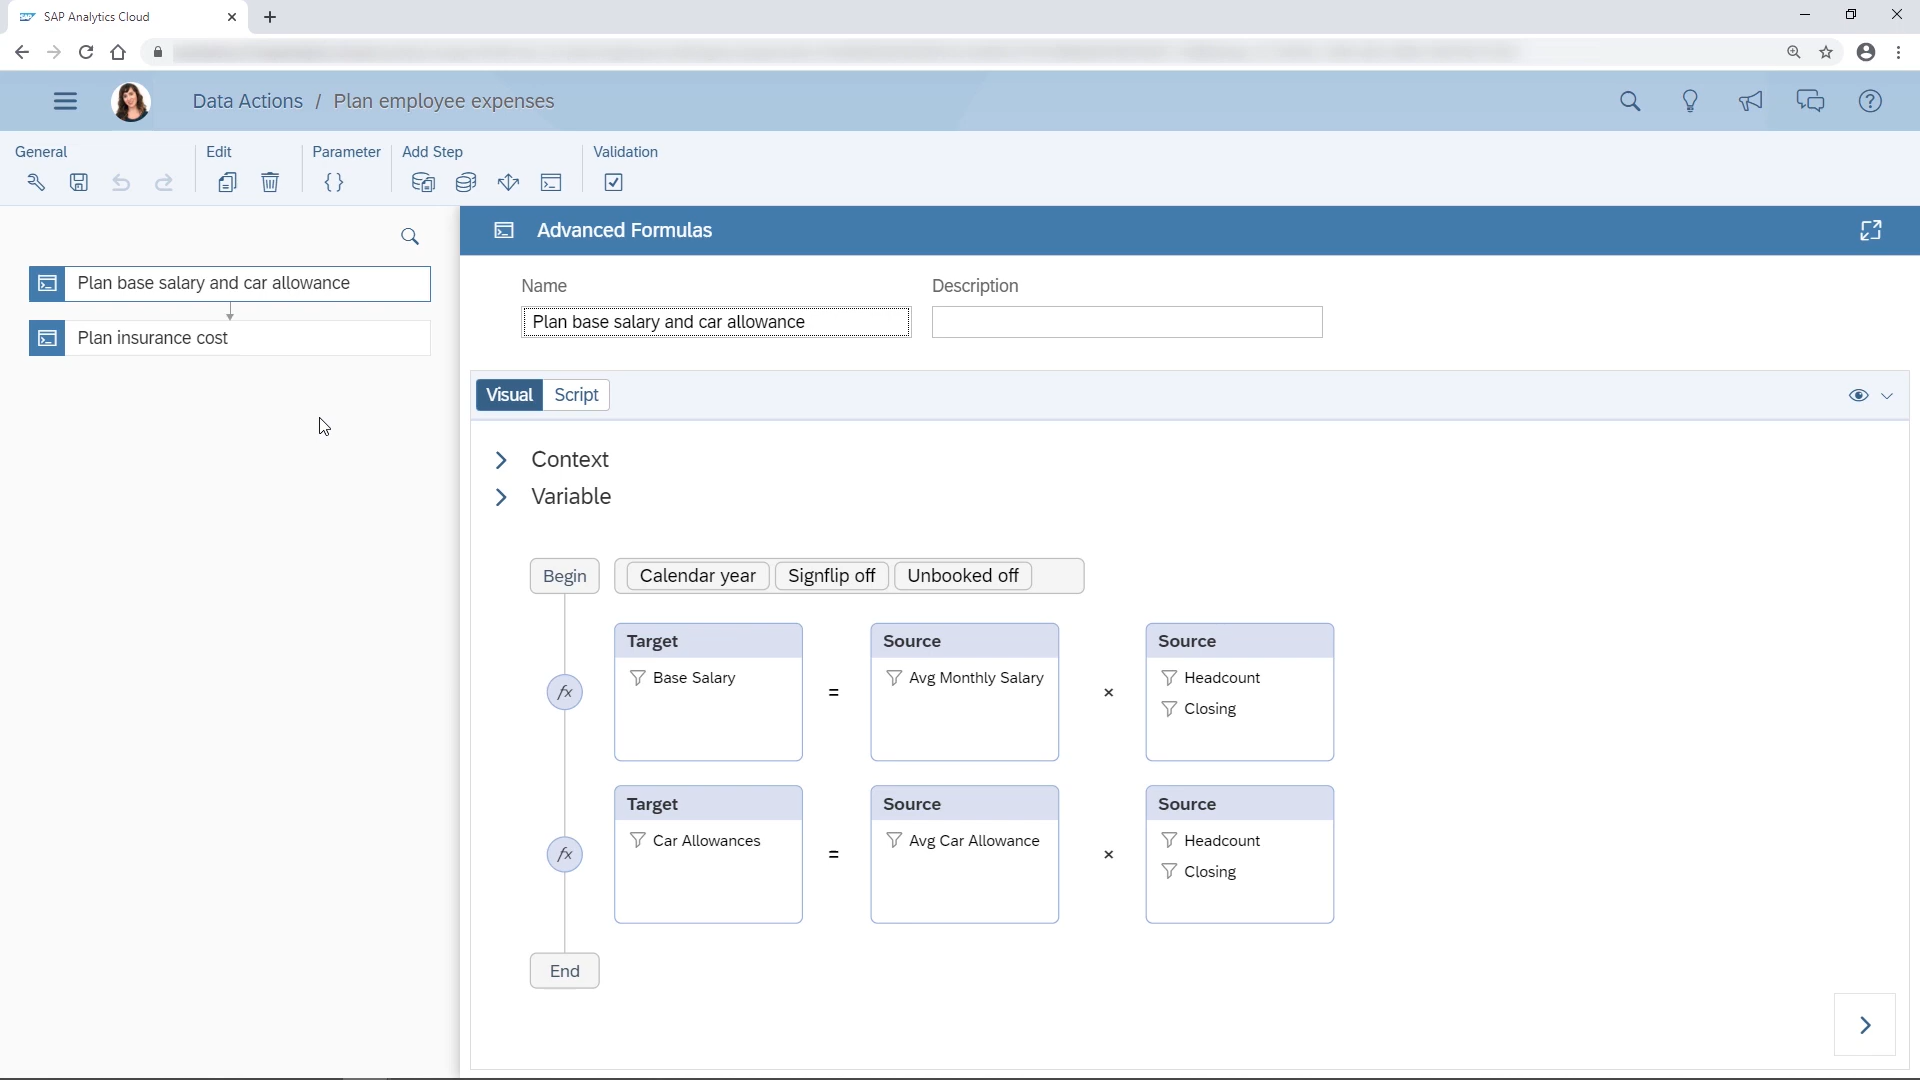 SAP Analytics Cloud
Data Actions / Plan employee expenses
General Edit Parameter Add Step Validation
Advanced Formulas
Name Description
Plan base salary and car allowance
Plan insurance cost
Plan base salary and car allowance
Visual Script
Context
Variable
Begin Calendar year Signflip off Unbooked off
Target Source Source
Base Salary = Avg Monthly Salary × Headcount
fx Closing
Target Source Source
Car Allowances = Avg Car Allowance × Headcount
fx Closing
End